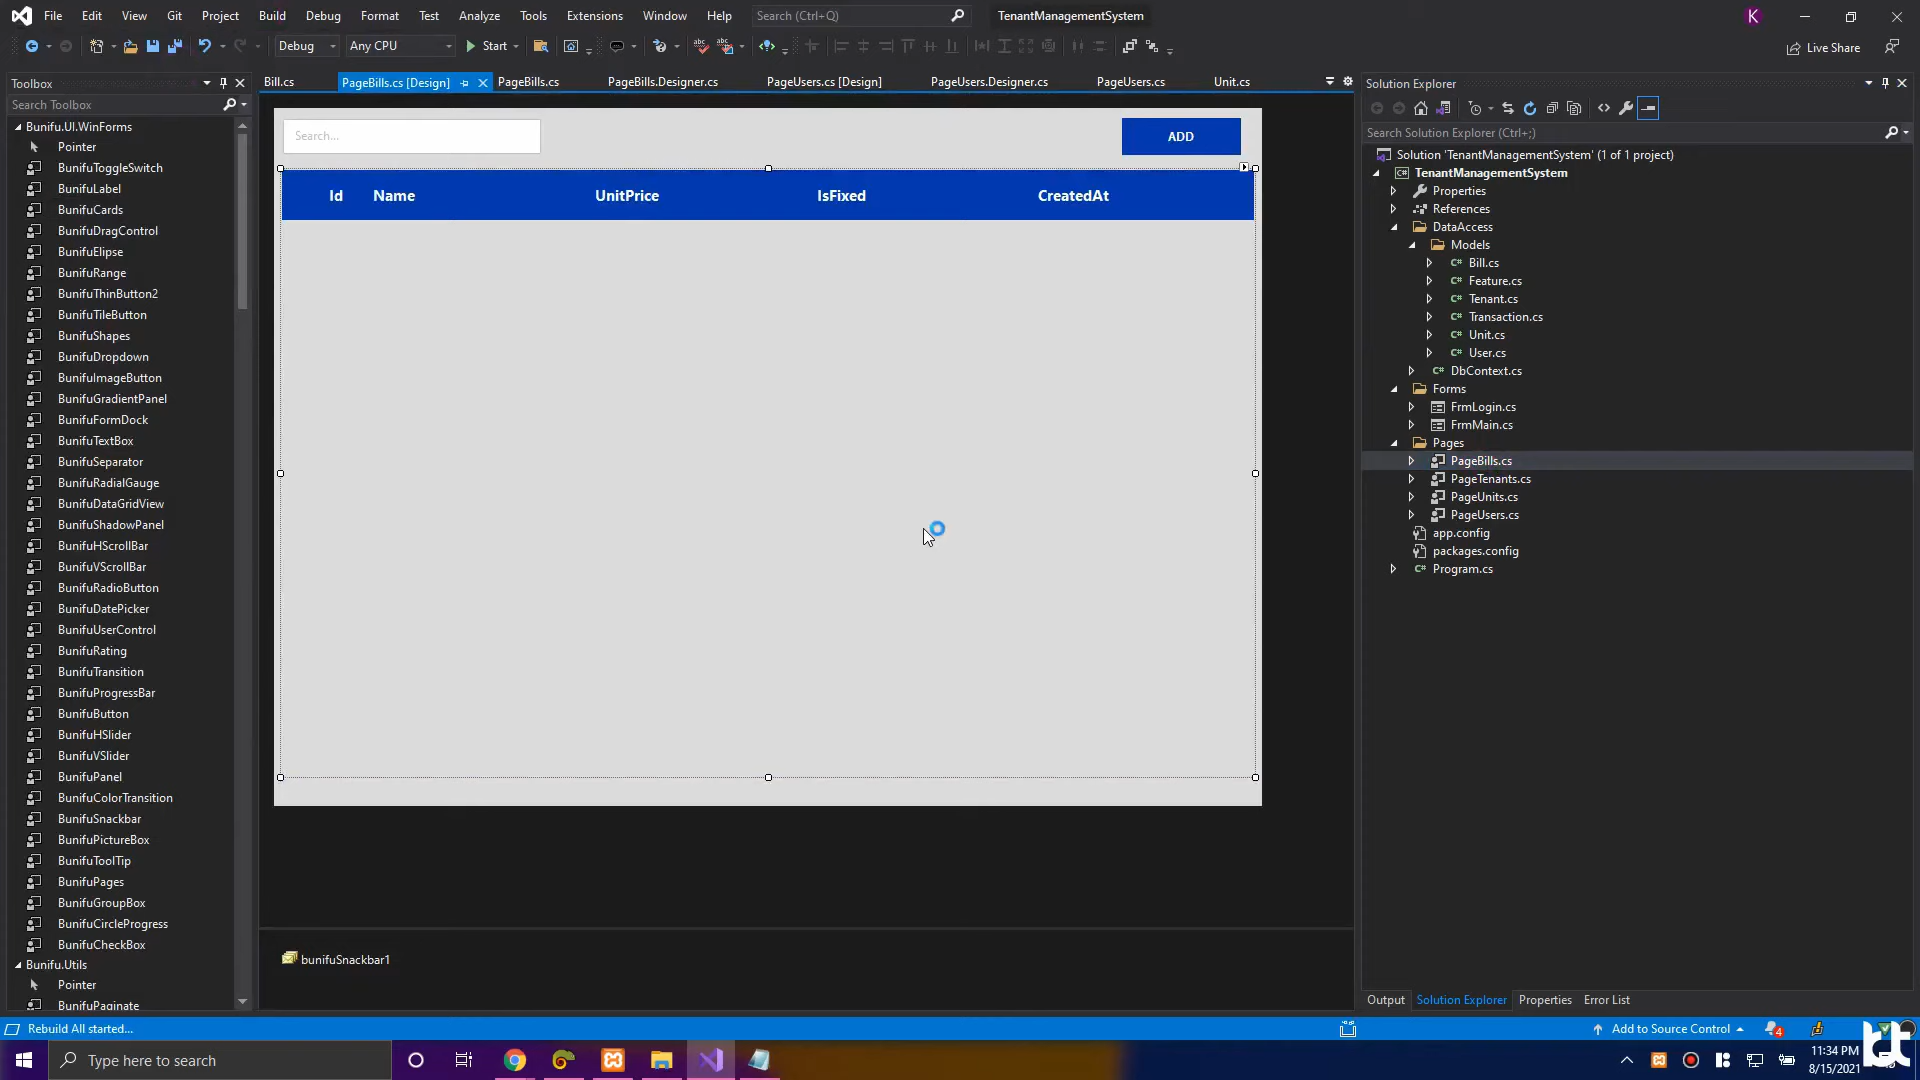 File Edit View Git Project Build Debug Format Test Analyze Tools Extensions Window Help Search (Ctrl+Q) TenantManagementSystem K
Debug Any CPU Start Live Share
Toolbox
Search Toolbox
Bunifu.UI.WinForms
Pointer
BunifuToggleSwitch
BunifuLabel
BunifuCards
BunifuDragControl
BunifuElipse
BunifuRange
BunifuThinButton2
BunifuTileButton
BunifuShapes
BunifuDropdown
BunifuImageButton
BunifuGradientPanel
BunifuFormDock
BunifuTextBox
BunifuSeparator
BunifuRadialGauge
BunifuDataGridView
BunifuShadowPanel
BunifuHScrollBar
BunifuVScrollBar
BunifuRadioButton
BunifuDatePicker
BunifuUserControl
BunifuRating
BunifuTransition
BunifuProgressBar
BunifuButton
BunifuHSlider
BunifuVSlider
BunifuPanel
BunifuColorTransition
BunifuSnackbar
BunifuPictureBox
BunifuToolTip
BunifuPages
BunifuGroupBox
BunifuCircleProgress
BunifuCheckBox
Bunifu.Utils
Pointer
BunifuPaginate
Bill.cs PageBills.cs [Design] PageBills.cs PageBills.Designer.cs PageUsers.cs [Design] PageUsers.Designer.cs PageUsers.cs Unit.cs
Search... ADD
Id Name UnitPrice IsFixed CreatedAt
bunifuSnackbar1
Solution Explorer
Search Solution Explorer (Ctrl+;)
Solution 'TenantManagementSystem' (1 of 1 project)
TenantManagementSystem
Properties
References
DataAccess
Models
C# Bill.cs
C# Feature.cs
C# Tenant.cs
C# Transaction.cs
C# Unit.cs
C# User.cs
C# DbContext.cs
Forms
FrmLogin.cs
FrmMain.cs
Pages
PageBills.cs
PageTenants.cs
PageUnits.cs
PageUsers.cs
app.config
packages.config
C# Program.cs
Output Solution Explorer Properties Error List
Rebuild All started... Add to Source Control 4
Type here to search 11:34 PM
8/15/2021